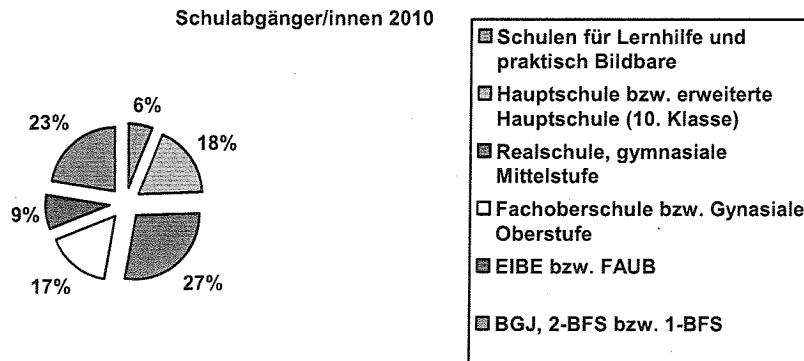 Schulabgänger/innen 2010
6%
18%
27%
17%
9%
23%
Schulen für Lernhilfe und
praktisch Bildbare
Hauptschule bzw. erweiterte
Hauptschule (10. Klasse)
Realschule, gymnasiale
Mittelstufe
Fachoberschule bzw. Gynasiale
Oberstufe
EIBE bzw. FAUB
BGJ, 2-BFS bzw. 1-BFS